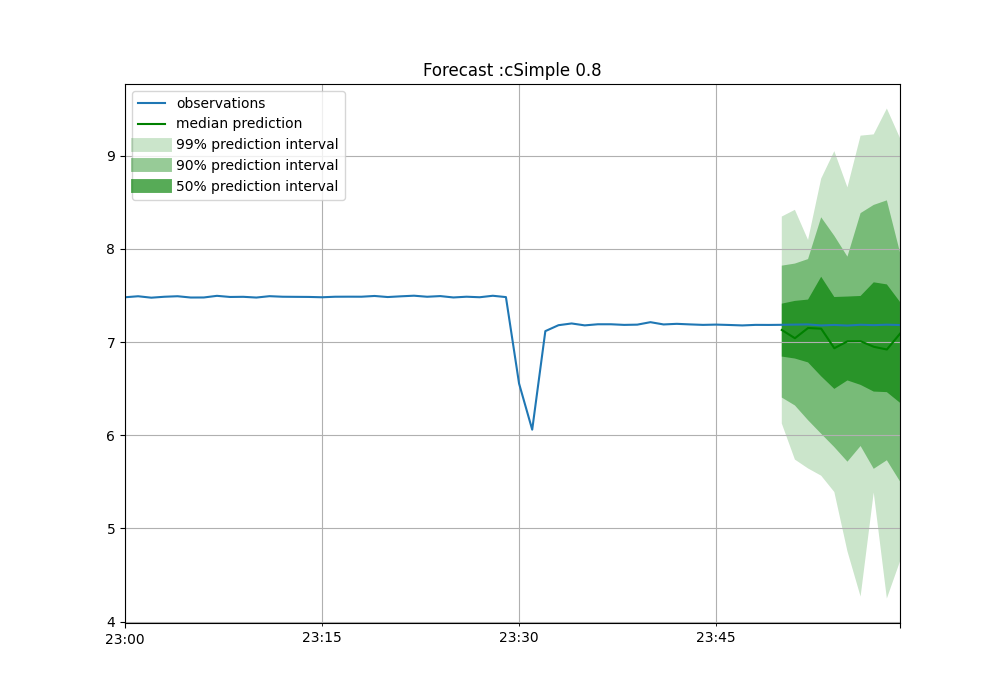 Forecast :cSimple 0.8
observations
median prediction
99% prediction interval
90% prediction interval
50% prediction interval
9
8
7
6
5
4
23:00
23:15
23:30
23:45